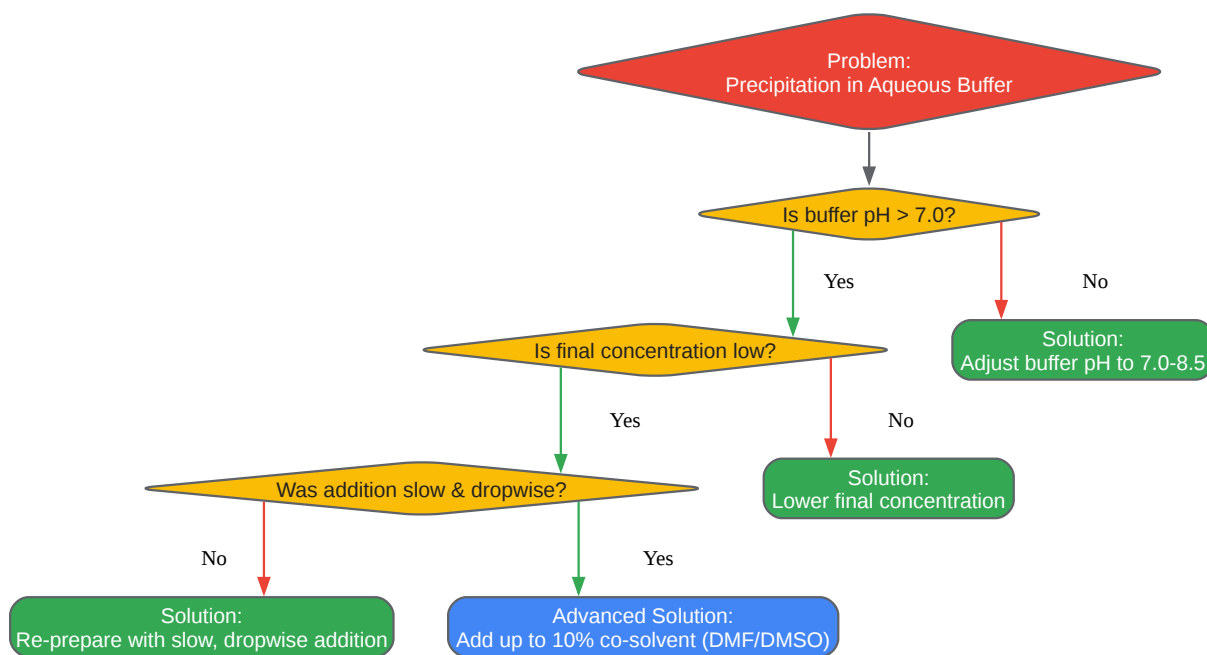 Problem:
Precipitation in Aqueous Buffer
Is buffer pH > 7.0?
Yes
No
Solution:
Adjust buffer pH to 7.0-8.5
Is final concentration low?
Yes
No
Solution:
Lower final concentration
Was addition slow & dropwise?
No
Yes
Solution:
Re-prepare with slow, dropwise addition
Advanced Solution:
Add up to 10% co-solvent (DMF/DMSO)